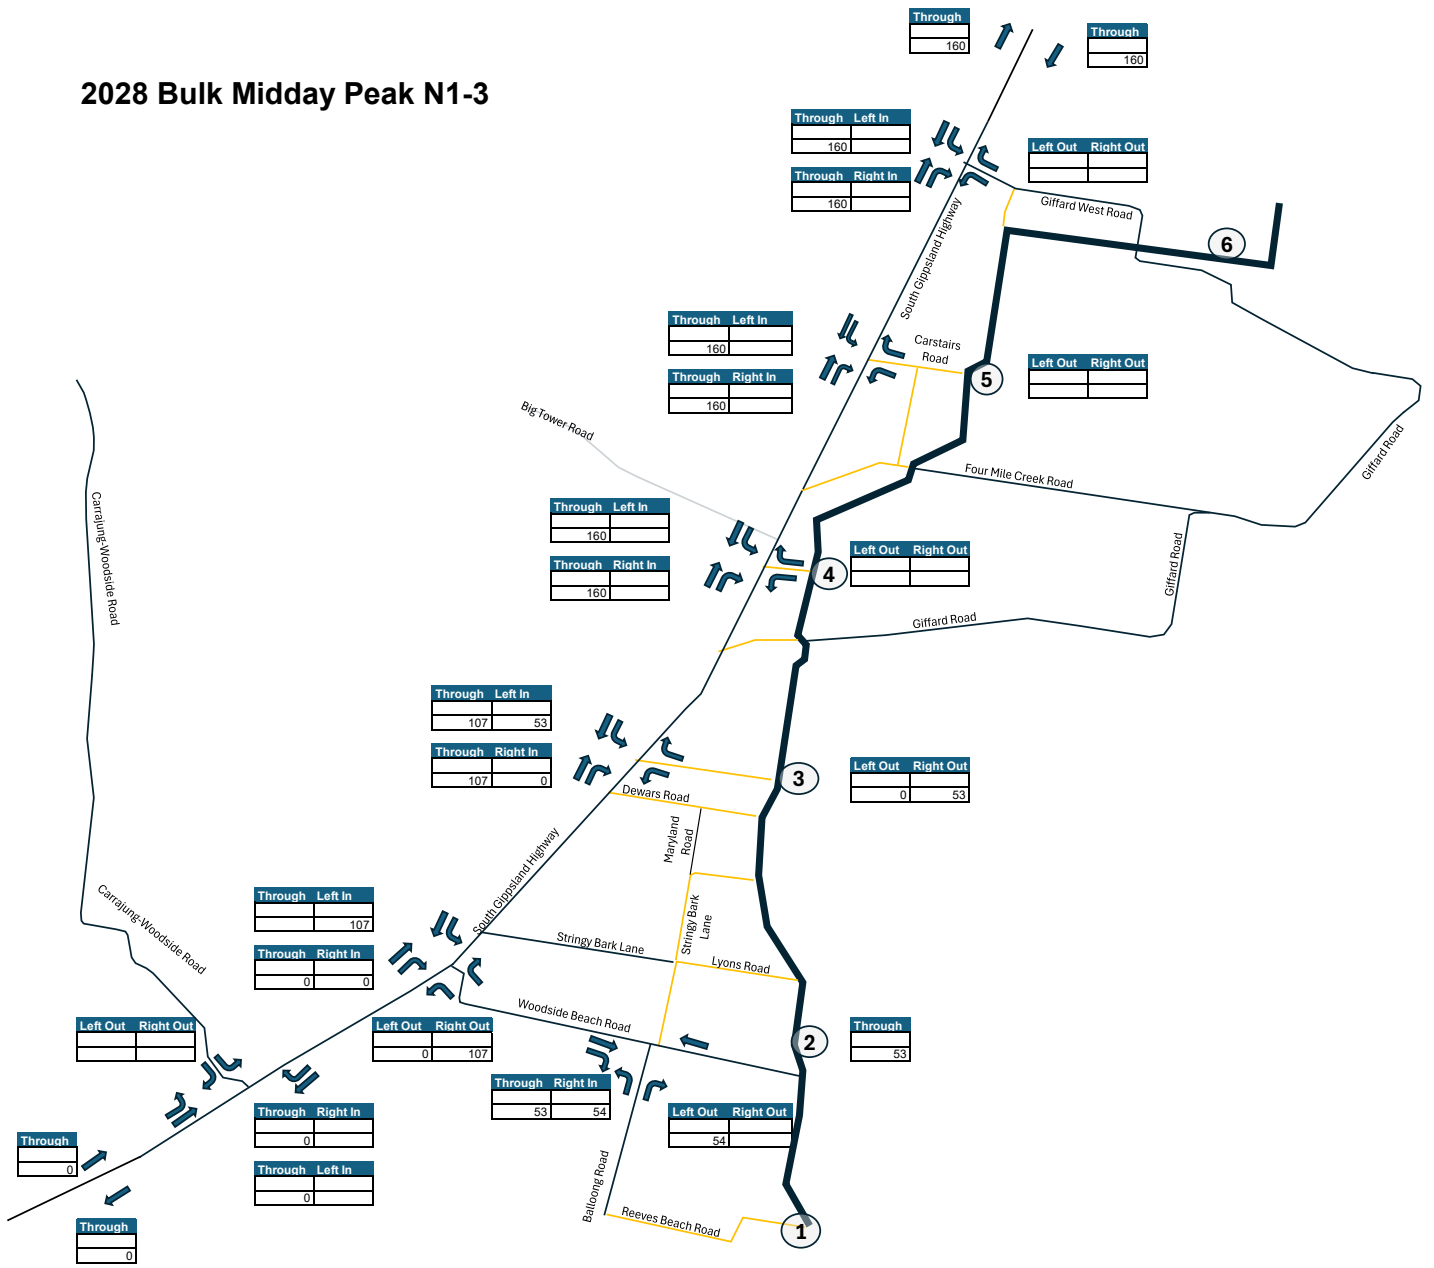 Through
160
Through
160
2028 Bulk Midday Peak N1-3
Through Left In
160
Through Right In
160
Left Out Right Out
Giffard West Road
South Gippsland Highway
6
Through Left In
160
Through Right In
160
Carstairs
Road
Left Out Right Out
5
Big Tower Road
Giffard Road
Four Mile Creek Road
Carrajung-Woodside Road
Through Left In
160
Through Right In
160
Left Out Right Out
4
Giffard Road
Giffard Road
Through Left In
107 53
Through Right In
107 0
3
Left Out Right Out
0 53
Dewars Road
Maryland
Road
South Gippsland Highway
Carrajung-Woodside Road
Through Left In
107
Through Right In
0 0
Stringy Bark
Lane
Stringy Bark Lane
Lyons Road
Woodside Beach Road
Left Out Right Out
Left Out Right Out
0 107
2
Through
53
Through Right In
53 54
Left Out Right Out
54
Through Right In
0
Through
0
Through Left In
0
Balloong Road
Reeves Beach Road
1
Through
0